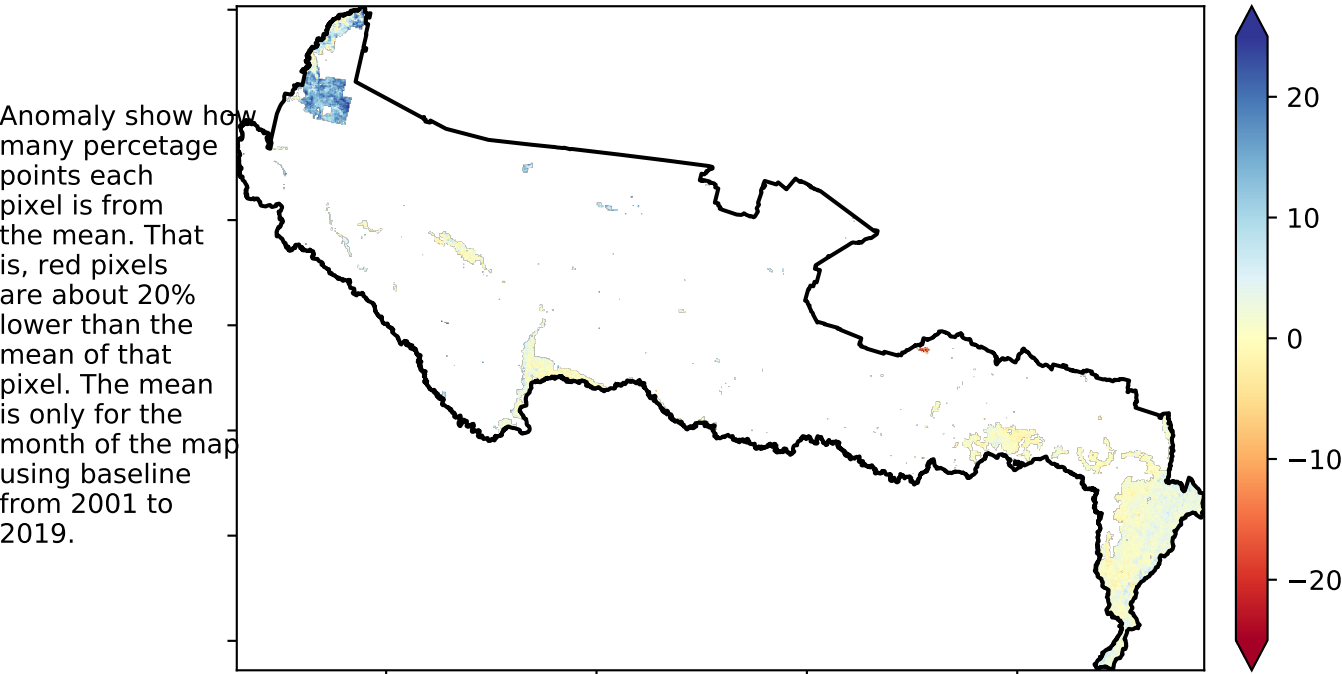 Anomaly show how
many percetage
points each
pixel is from
the mean. That
is, red pixels
are about 20%
lower than the
mean of that
pixel. The mean
is only for the
month of the map
using baseline
from 2001 to
2019.
20
10
0
−10
−20